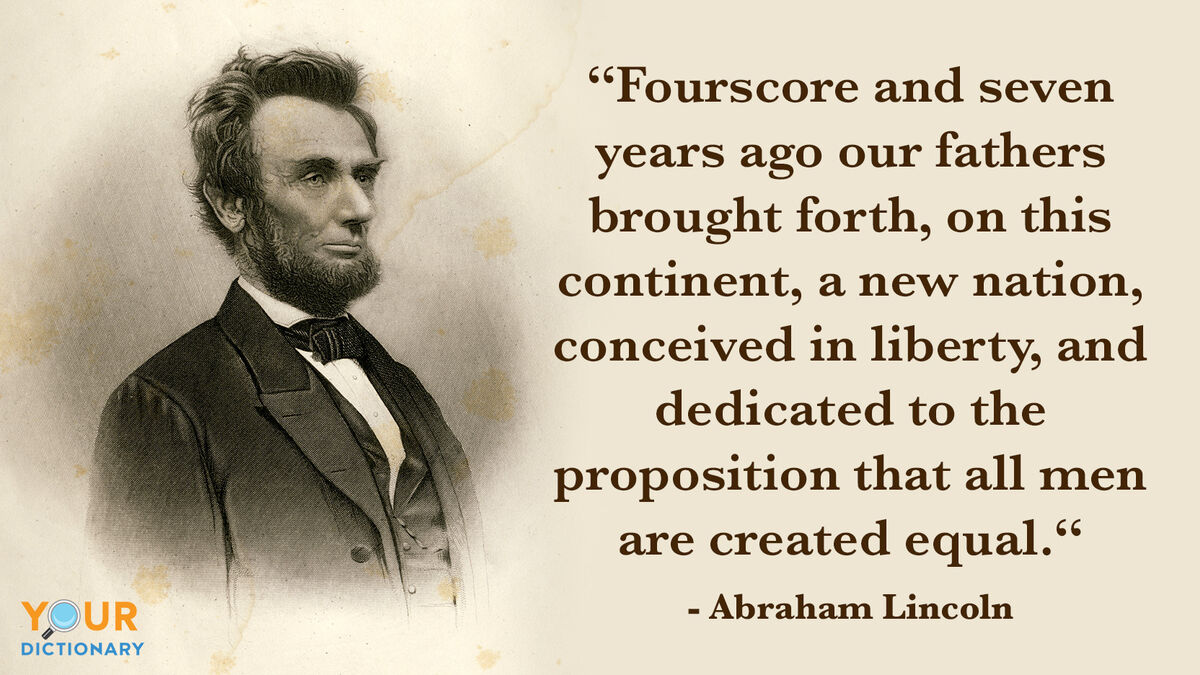 “Fourscore and seven
years ago our fathers
brought forth, on this
continent, a new nation,
conceived in liberty, and
dedicated to the
proposition that all men
are created equal.“
- Abraham Lincoln
YOUR
DICTIONARY